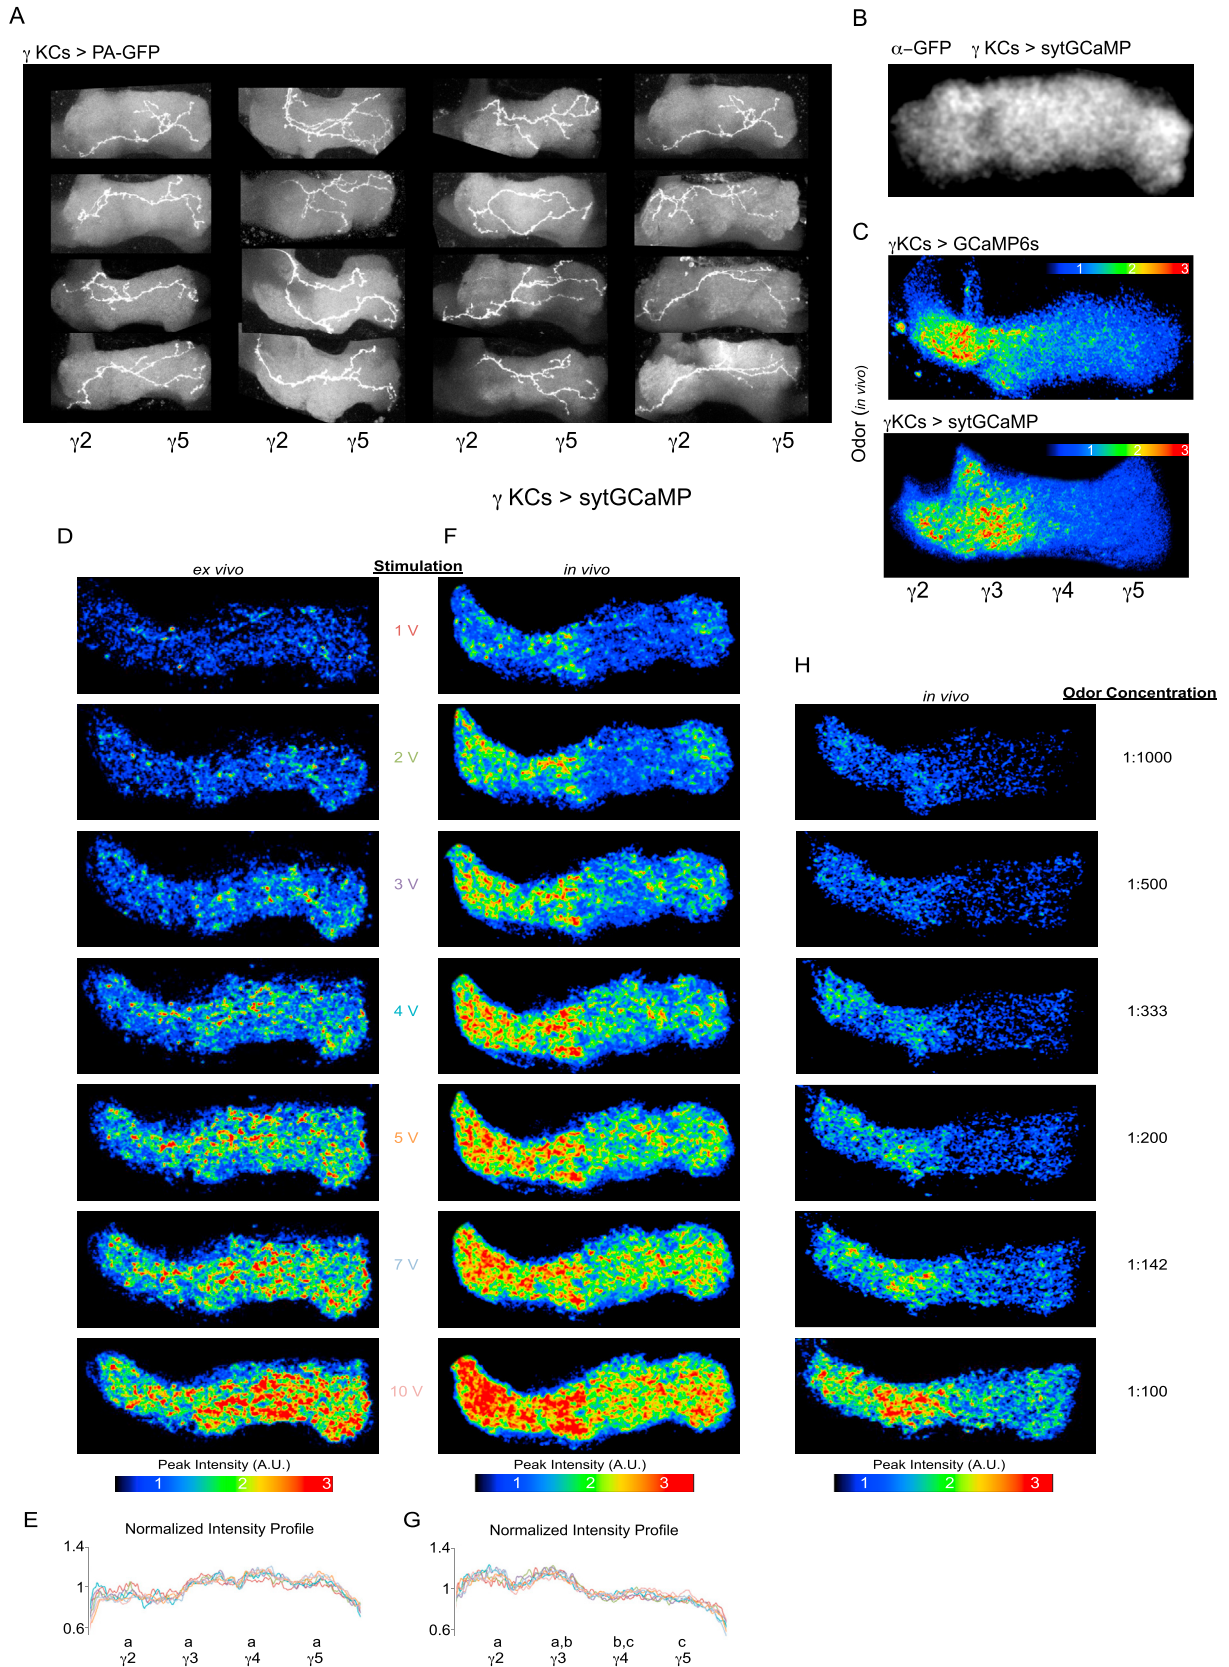 A
γ KCs > PA-GFP
γ2 γ5 γ2 γ5 γ2 γ5 γ2 γ5
B
α-GFP γ KCs > sytGCaMP
C
γKCs > GCaMP6s
1 2 3
Odor (in vivo)
γKCs > sytGCaMP
1 2 3
γ2 γ3 γ4 γ5
γ KCs > sytGCaMP
D
ex vivo
Stimulation
F
in vivo
1 V
2 V
3 V
4 V
5 V
7 V
10 V
Peak Intensity (A.U.)
1 2 3
Peak Intensity (A.U.)
1 2 3
H
in vivo
Odor Concentration
1:1000
1:500
1:333
1:200
1:142
1:100
Peak Intensity (A.U.)
1 2 3
E
Normalized Intensity Profile
1.4
1
0.6
a a a a
γ2 γ3 γ4 γ5
G
Normalized Intensity Profile
1.4
1
0.6
a a,b b,c c
γ2 γ3 γ4 γ5